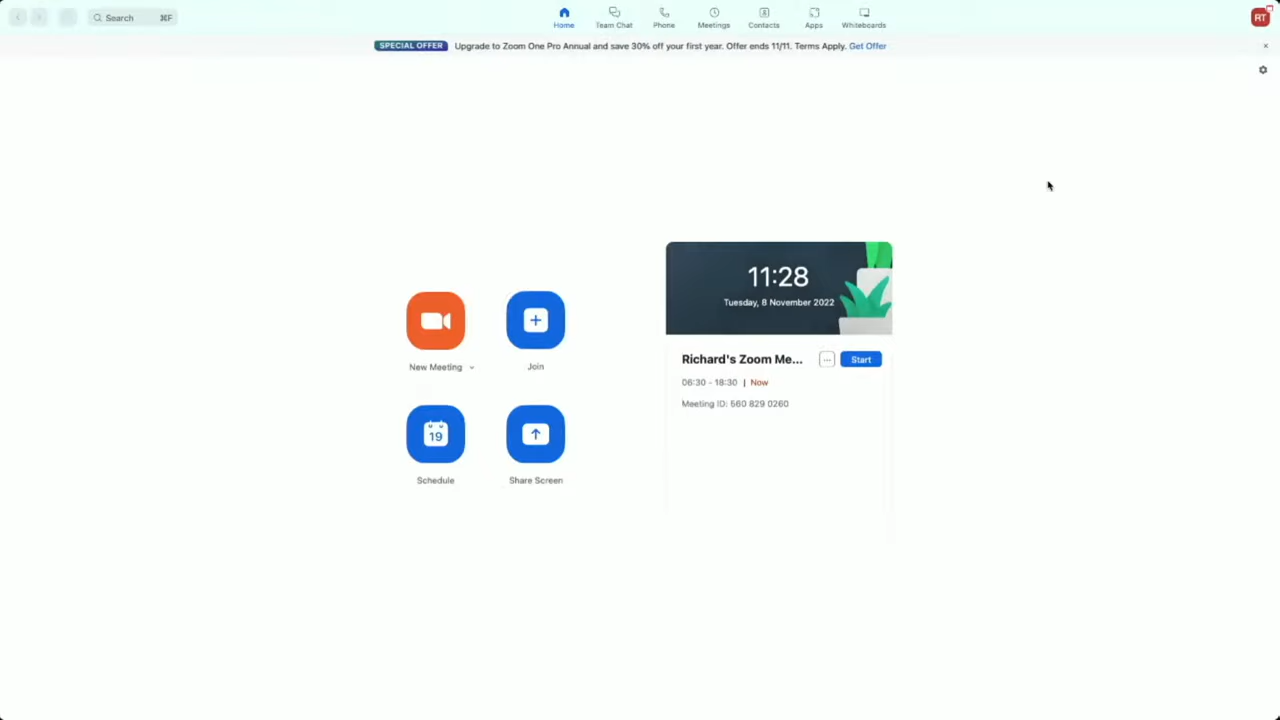 Search ⌘F
Home
Team Chat
Phone
Meetings
Contacts
Apps
Whiteboards
RT
SPECIAL OFFER Upgrade to Zoom One Pro Annual and save 30% off your first year. Offer ends 11/11. Terms Apply. Get Offer
11:28
Tuesday, 8 November 2022
New Meeting
Join
Richard's Zoom Me... Start
06:30 - 18:30 | Now
Meeting ID: 560 829 0260
19
Schedule
Share Screen